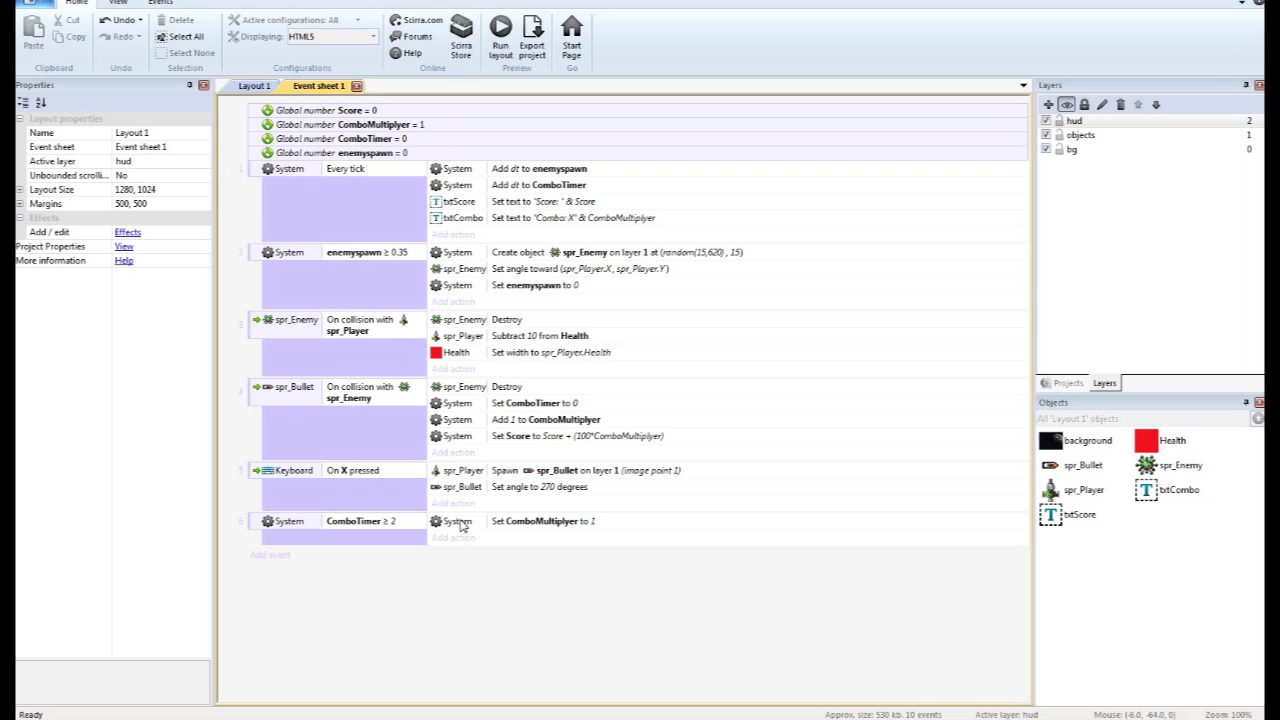 Home View Events
Paste Cut Copy Undo Redo Delete Select All Select None Active configurations: All Displaying: HTML5 Scirra.com Forums Help Scirra Store Run layout Export project Start Page
Clipboard Undo Selection Configurations Online Preview Go
Properties
Layout properties
Name Layout 1
Event sheet Event sheet 1
Active layer hud
Unbounded scrolli... No
Layout Size 1280, 1024
Margins 500, 500
Effects
Add / edit Effects
Project Properties View
More information Help
Layout 1 Event sheet 1
Global number Score = 0
Global number ComboMultiplyer = 1
Global number ComboTimer = 0
Global number enemyspawn = 0
1 System Every tick System Add dt to enemyspawn
System Add dt to ComboTimer
txtScore Set text to "Score: " & Score
txtCombo Set text to "Combo: X" & ComboMultiplyer
Add action
2 System enemyspawn ≥ 0.35 System Create object spr_Enemy on layer 1 at (random(15,620) , 15)
spr_Enemy Set angle toward (spr_Player.X, spr_Player.Y)
System Set enemyspawn to 0
Add action
3 spr_Enemy On collision with spr_Player spr_Enemy Destroy
spr_Player Subtract 10 from Health
Health Set width to spr_Player.Health
Add action
4 spr_Bullet On collision with spr_Enemy spr_Enemy Destroy
System Set ComboTimer to 0
System Add 1 to ComboMultiplyer
System Set Score to Score + (100*ComboMultiplyer)
Add action
5 Keyboard On X pressed spr_Player Spawn spr_Bullet on layer 1 (image point 1)
spr_Bullet Set angle to 270 degrees
Add action
6 System ComboTimer ≥ 2 System Set ComboMultiplyer to 1
Add action
Add event
Layers
hud 2
objects 1
bg 0
Projects Layers
Objects
All 'Layout 1' objects
background Health
spr_Bullet spr_Enemy
spr_Player txtCombo
txtScore
Ready Approx. size: 530 kb. 10 events Active layer: hud Mouse: (-6.0, -64.0, 0) Zoom: 100%